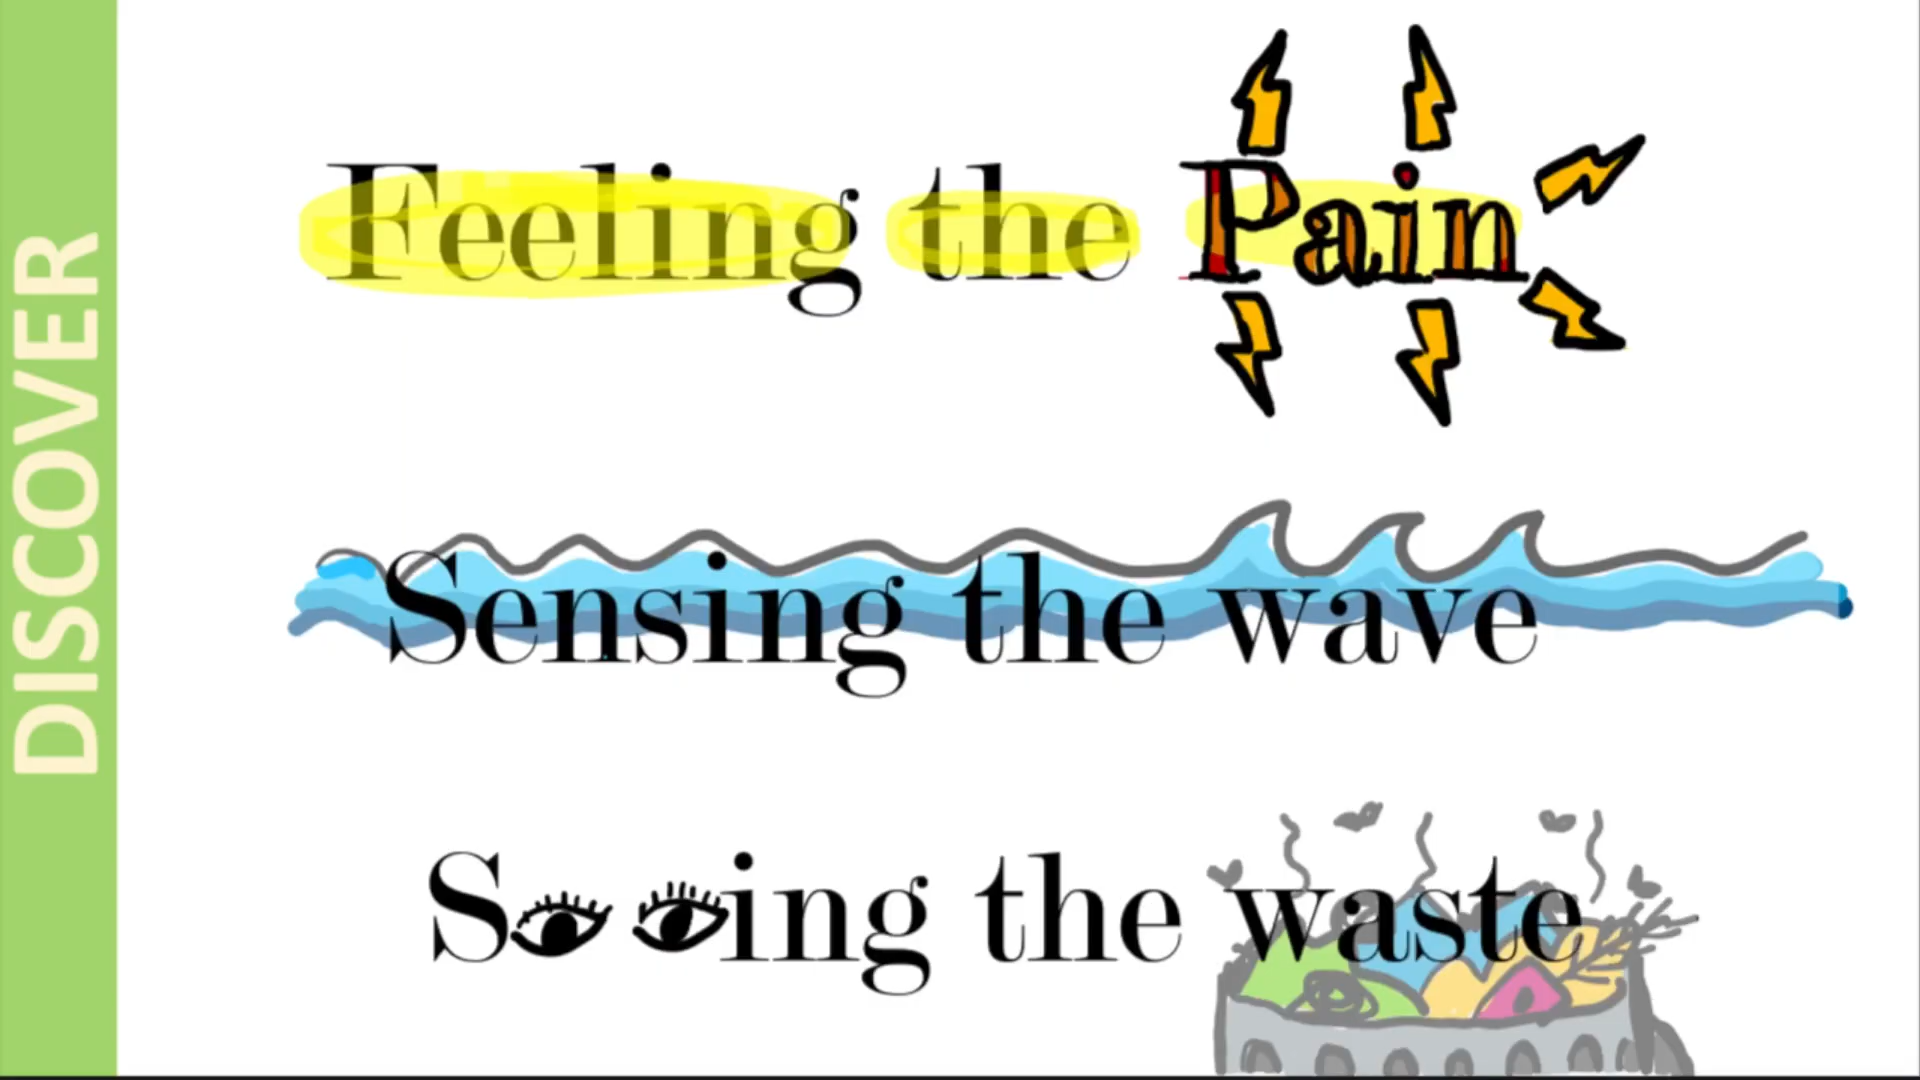 DISCOVER
Feeling the Pain
Sensing the wave
Seeing the waste